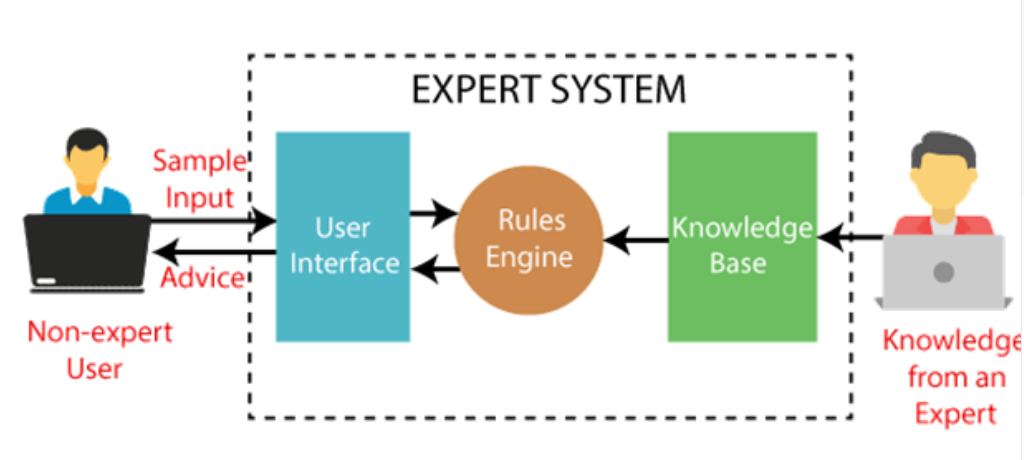 EXPERT SYSTEM
Sample
Input
Advice
Non-expert
User
User
Interface
Rules
Engine
Knowledge
Base
Knowledge
from an
Expert